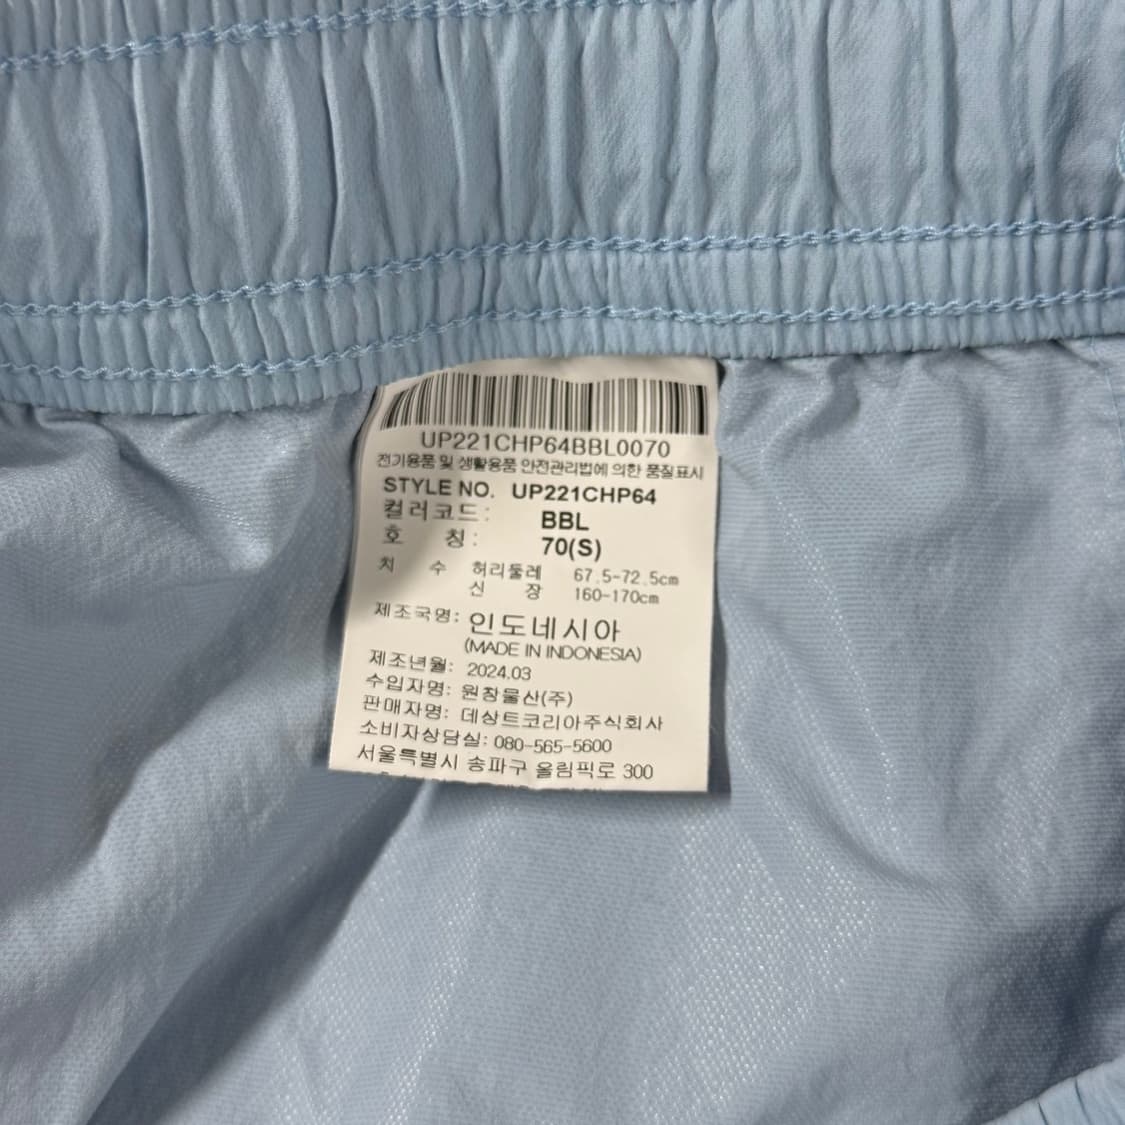 UP221CHP64BBL0070
전기용품 및 생활용품 안전관리법에 의한 품질표시
STYLE NO. UP221CHP64
컬러코드: BBL
호 칭: 70(S)
치 수 허리둘레 67.5-72.5cm
신 장 160-170cm
제조국명: 인도네시아
(MADE IN INDONESIA)
제조년월: 2024.03
수입자명: 원창물산(주)
판매자명: 데상트코리아주식회사
소비자상담실: 080-565-5600
서울특별시 송파구 올림픽로 300